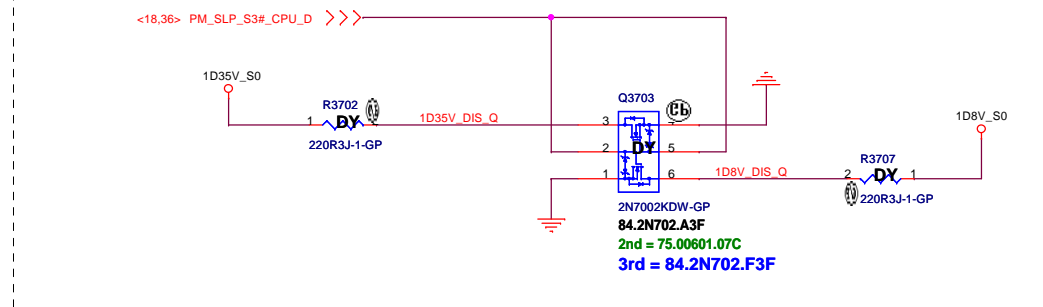 <18,36> PM_SLP_S3#_CPU_D
1D35V_S0
Q3703
Cb
1D8V_S0
R3702
1 DY
220R3J-1-GP
1D35V_DIS_Q
3
2 DY 5
1 6
1D8V_DIS_Q
R3707
2 DY 1
220R3J-1-GP
2N7002KDW-GP
84.2N702.A3F
2nd = 75.00601.07C
3rd = 84.2N702.F3F